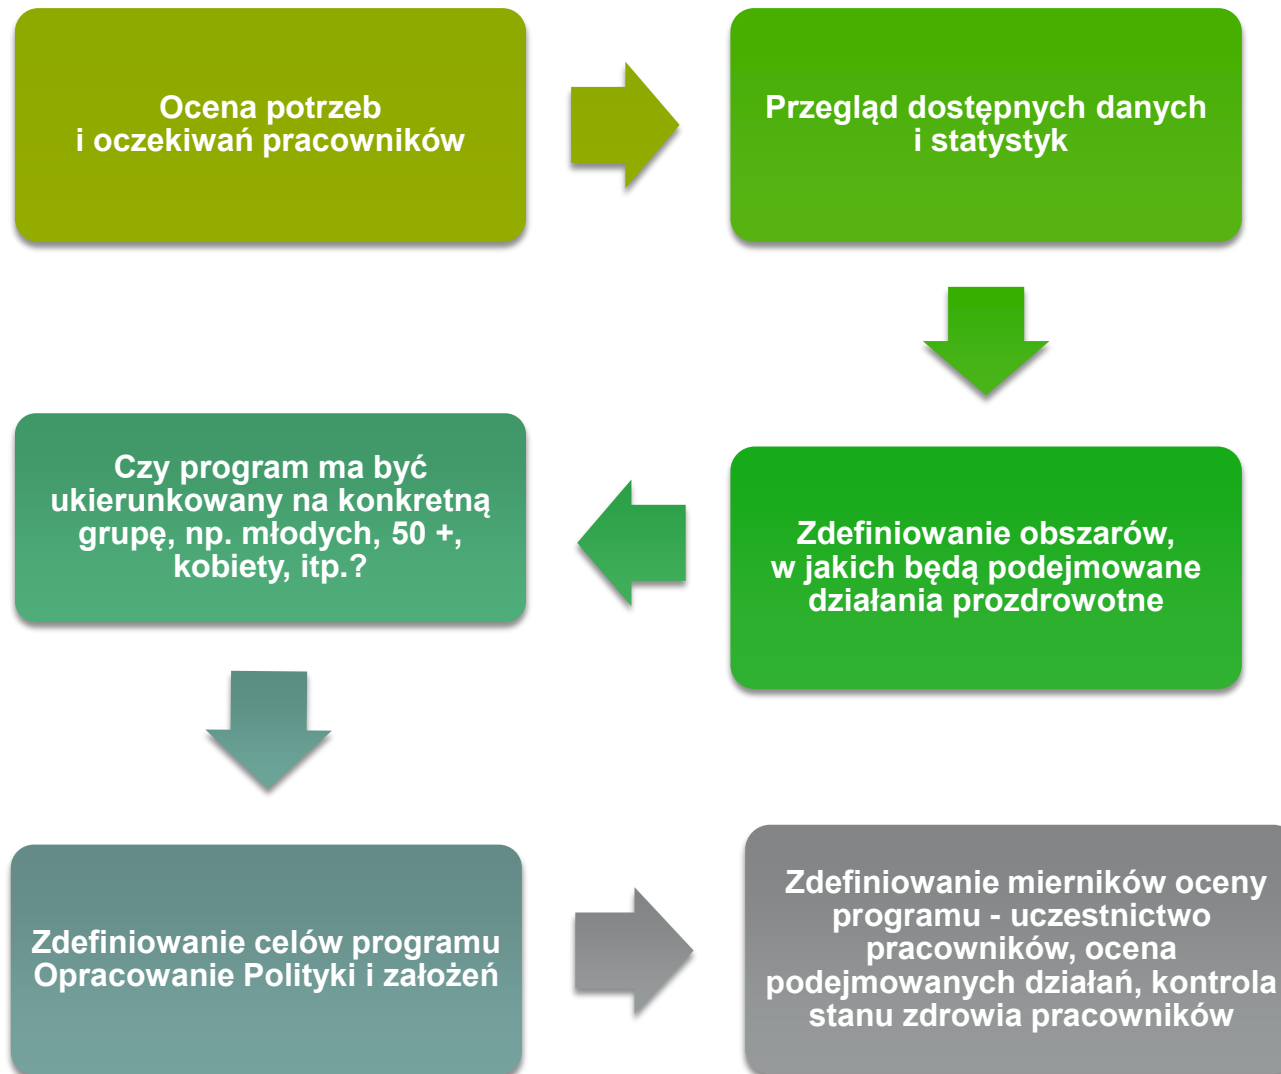 Ocena potrzeb
i oczekiwań pracowników
Przegląd dostępnych danych
i statystyk
Zdefiniowanie obszarów,
w jakich będą podejmowane
działania prozdrowotne
Czy program ma być
ukierunkowany na konkretną
grupę, np. młodych, 50 +,
kobiety, itp.?
Zdefiniowanie celów programu
Opracowanie Polityki i założeń
Zdefiniowanie mierników oceny
programu - uczestnictwo
pracowników, ocena
podejmowanych działań, kontrola
stanu zdrowia pracowników